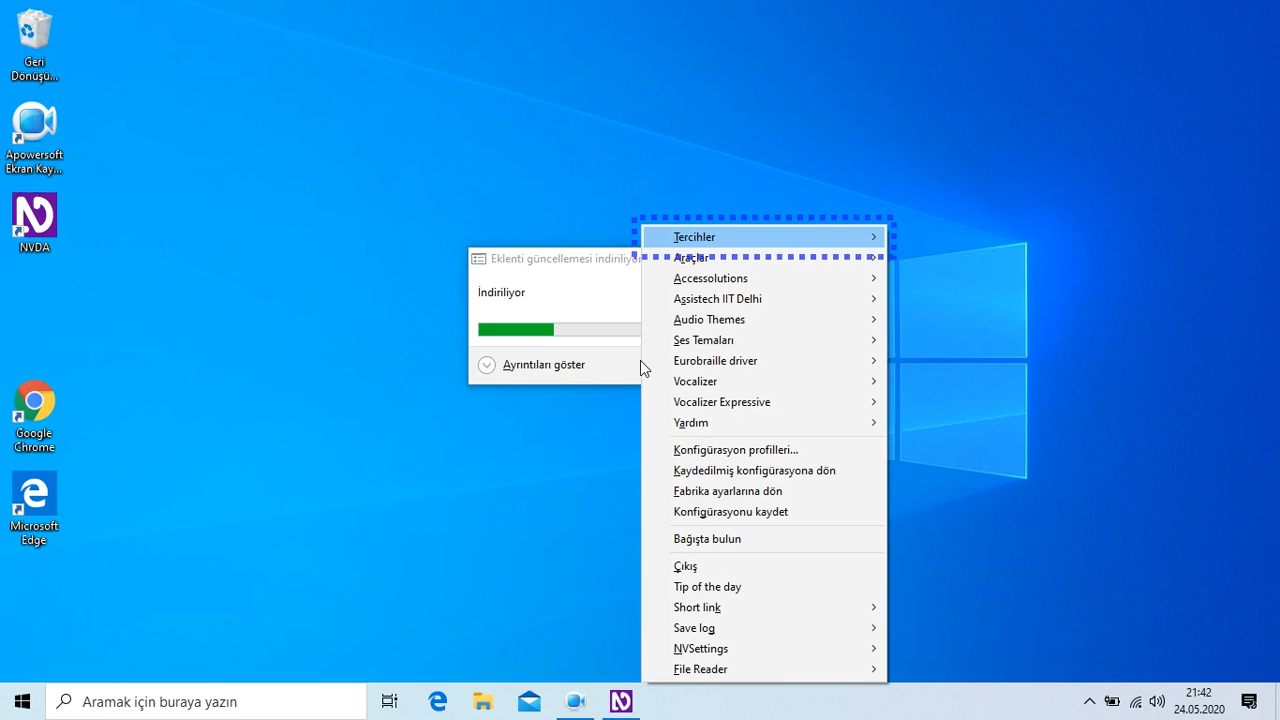 Geri
Dönüşü...
Apowersoft
Ekran Kay...
NVDA
Google
Chrome
Microsoft
Edge
Eklenti güncellemesi indiriliyor
İndiriliyor
Ayrıntıları göster
Tercihler
Araçlar
Accessolutions
Assistech IIT Delhi
Audio Themes
Ses Temaları
Eurobraille driver
Vocalizer
Vocalizer Expressive
Yardım
Konfigürasyon profilleri...
Kaydedilmiş konfigürasyona dön
Fabrika ayarlarına dön
Konfigürasyonu kaydet
Bağışta bulun
Çıkış
Tip of the day
Short link
Save log
NVSettings
File Reader
Aramak için buraya yazın
21:42
24.05.2020